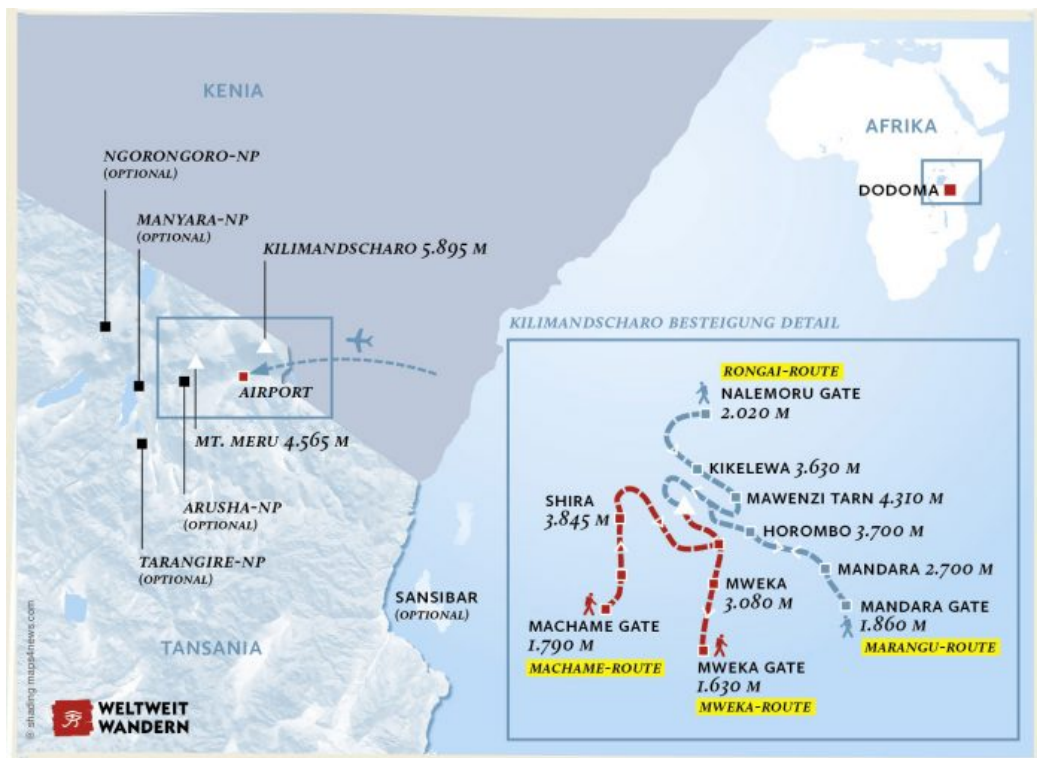 KENIA
AFRIKA
DODOMA
NGORONGORO-NP
(OPTIONAL)
MANYARA-NP
(OPTIONAL)
KILIMANDSCHARO 5.895 M
AIRPORT
MT. MERU 4.565 M
ARUSHA-NP
(OPTIONAL)
TARANGIRE-NP
(OPTIONAL)
SANSIBAR
(OPTIONAL)
TANSANIA
© shading maps4news.com
WELTWEIT
WANDERN
KILIMANDSCHARO BESTEIGUNG DETAIL
RONGAI-ROUTE
NALEMORU GATE
2.020 M
KIKELEWA 3.630 M
MAWENZI TARN 4.310 M
SHIRA
3.845 M
HOROMBO 3.700 M
MANDARA 2.700 M
MWEKA
3.080 M
MANDARA GATE
1.860 M
MARANGU-ROUTE
MACHAME GATE
1.790 M
MACHAME-ROUTE
MWEKA GATE
1.630 M
MWEKA-ROUTE